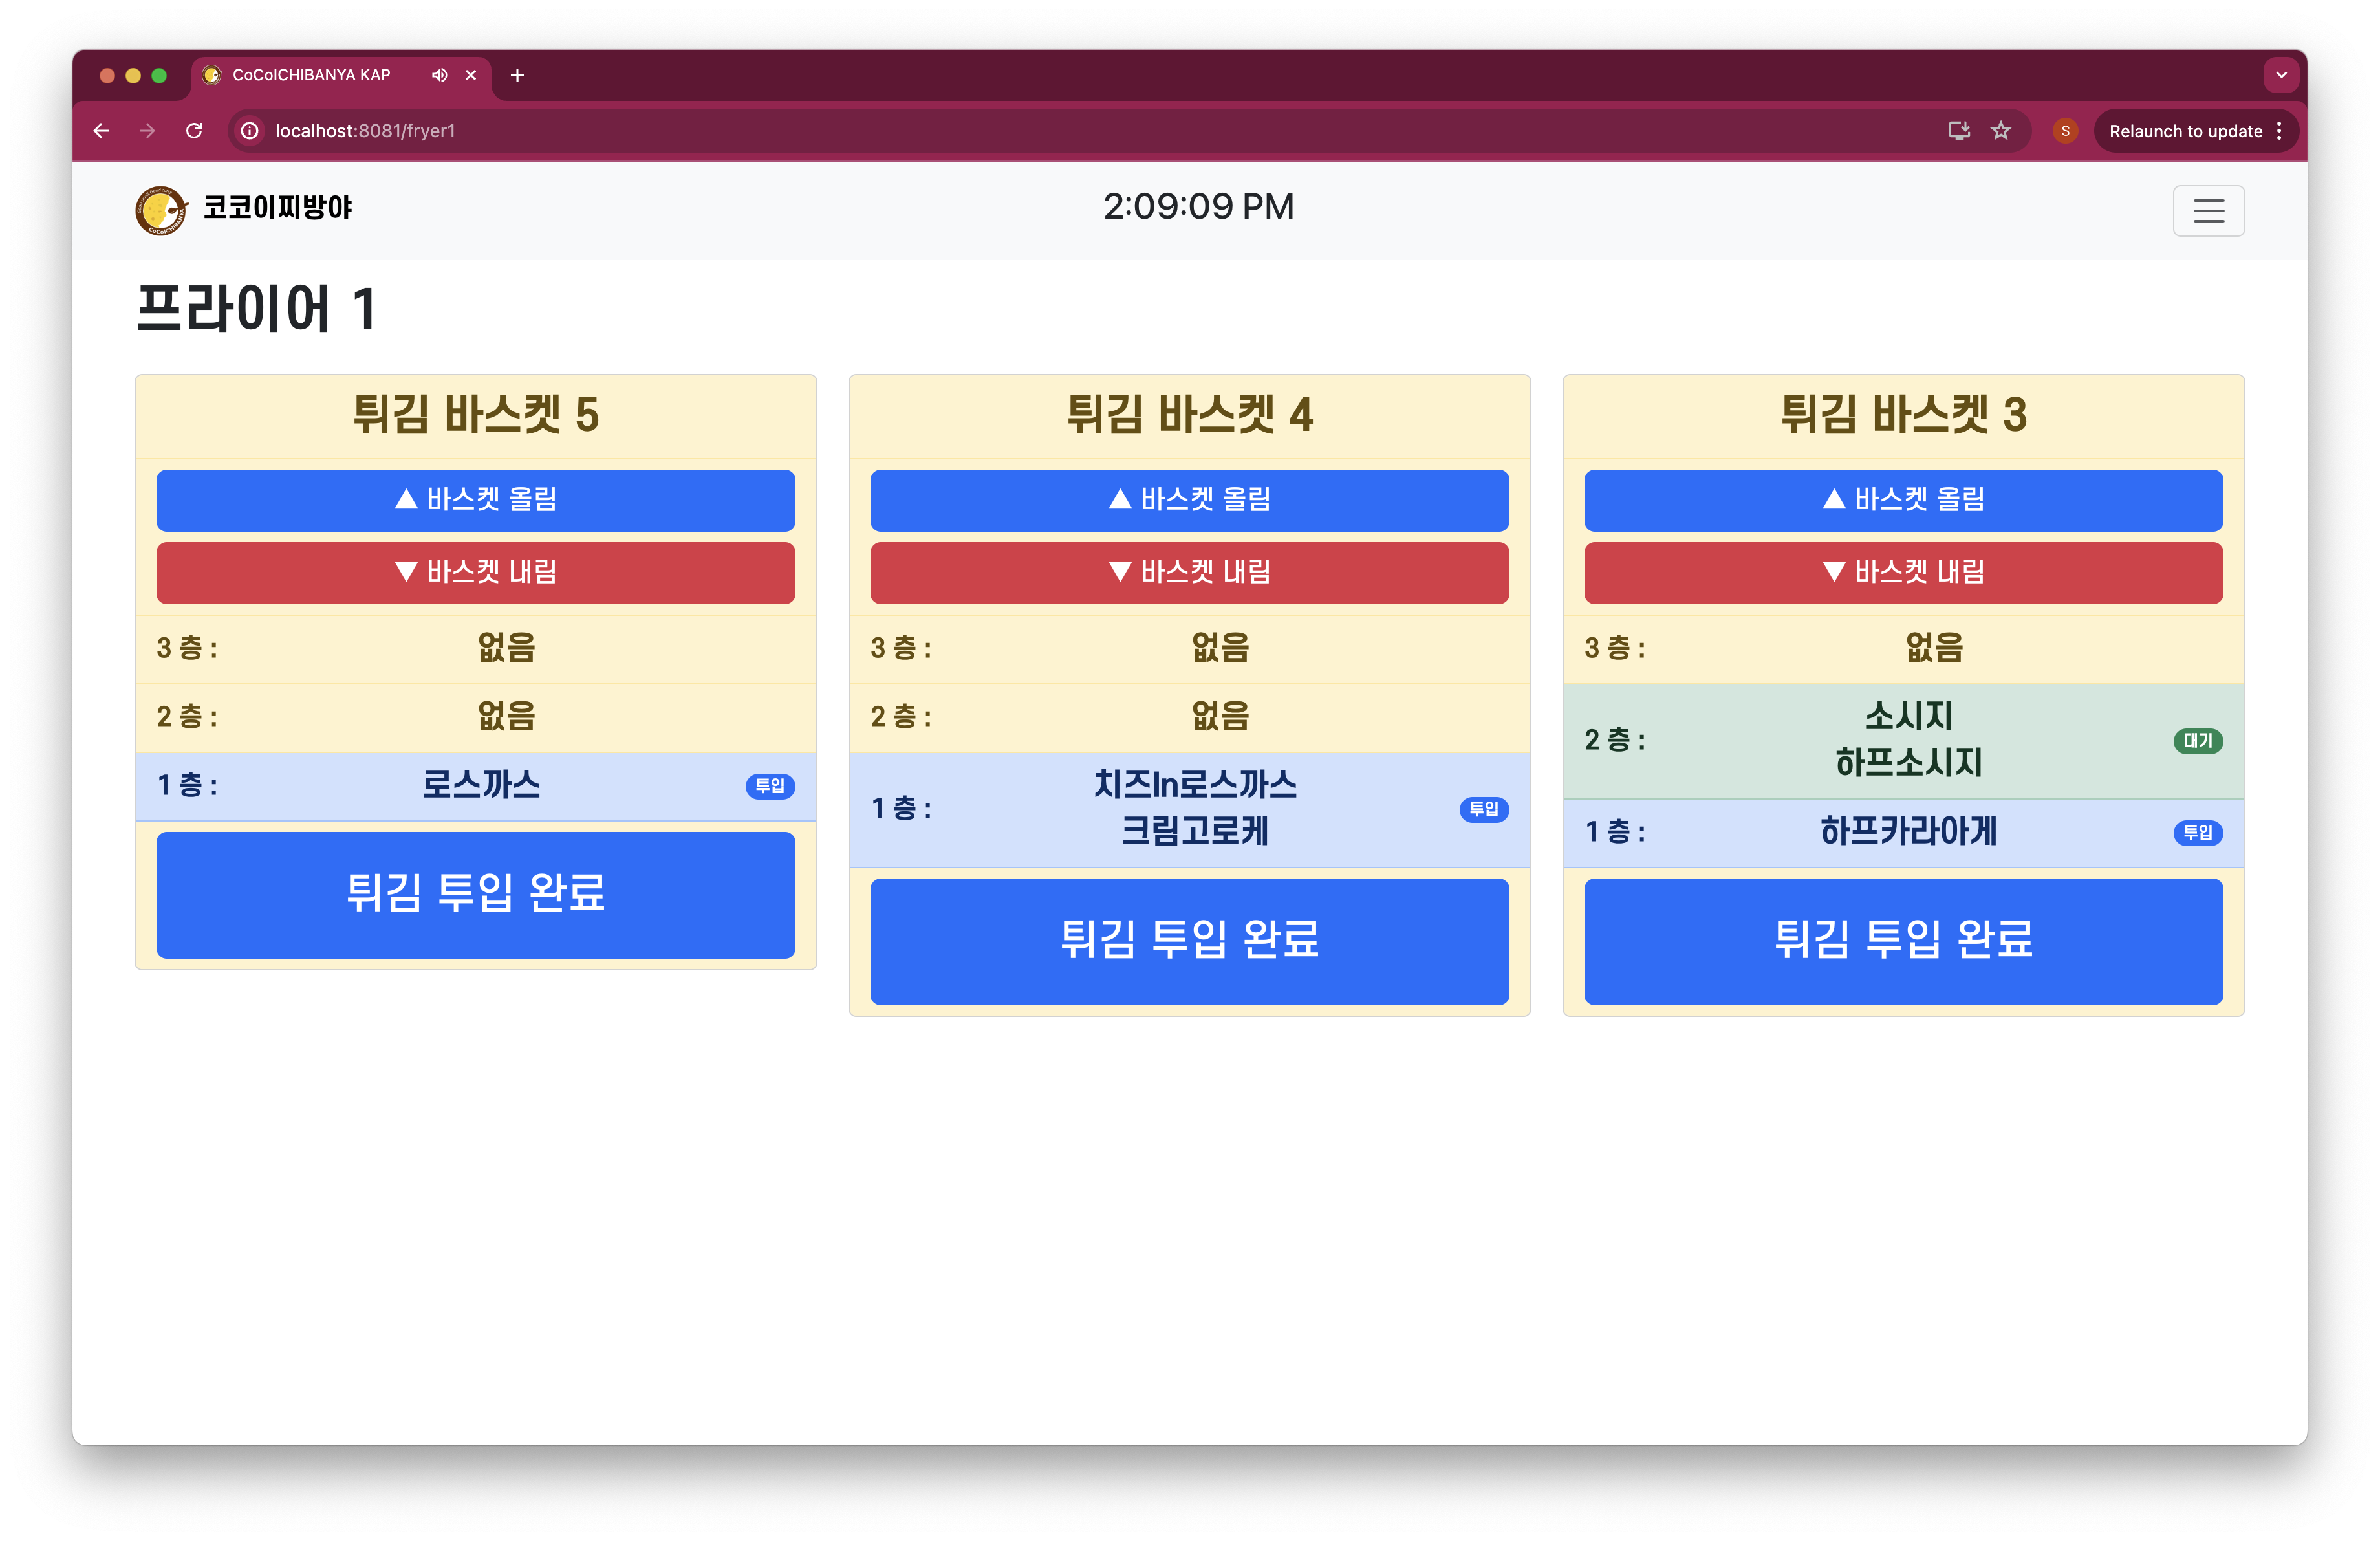 CoCoICHIBANYA KAP
localhost:8081/fryer1
S
Relaunch to update
코코이찌방야
2:09:09 PM
프라이어 1
튀김 바스켓 5
▲ 바스켓 올림
▼ 바스켓 내림
3 층 : 없음
2 층 : 없음
1 층 : 로스까스 투입
튀김 투입 완료
튀김 바스켓 4
▲ 바스켓 올림
▼ 바스켓 내림
3 층 : 없음
2 층 : 없음
1 층 : 치즈In로스까스
크림고로케 투입
튀김 투입 완료
튀김 바스켓 3
▲ 바스켓 올림
▼ 바스켓 내림
3 층 : 없음
2 층 : 소시지
하프소시지 대기
1 층 : 하프카라아게 투입
튀김 투입 완료